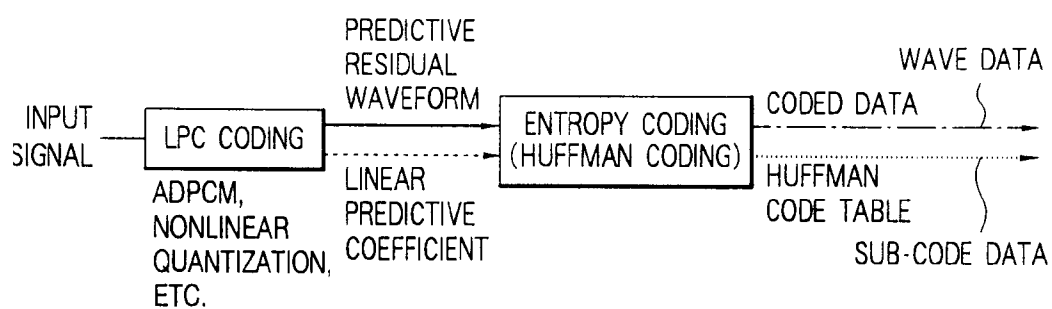 INPUT
SIGNAL
LPC CODING
ADPCM,
NONLINEAR
QUANTIZATION,
ETC.
PREDICTIVE
RESIDUAL
WAVEFORM
LINEAR
PREDICTIVE
COEFFICIENT
ENTROPY CODING
(HUFFMAN CODING)
WAVE DATA
CODED DATA
HUFFMAN
CODE TABLE
SUB-CODE DATA